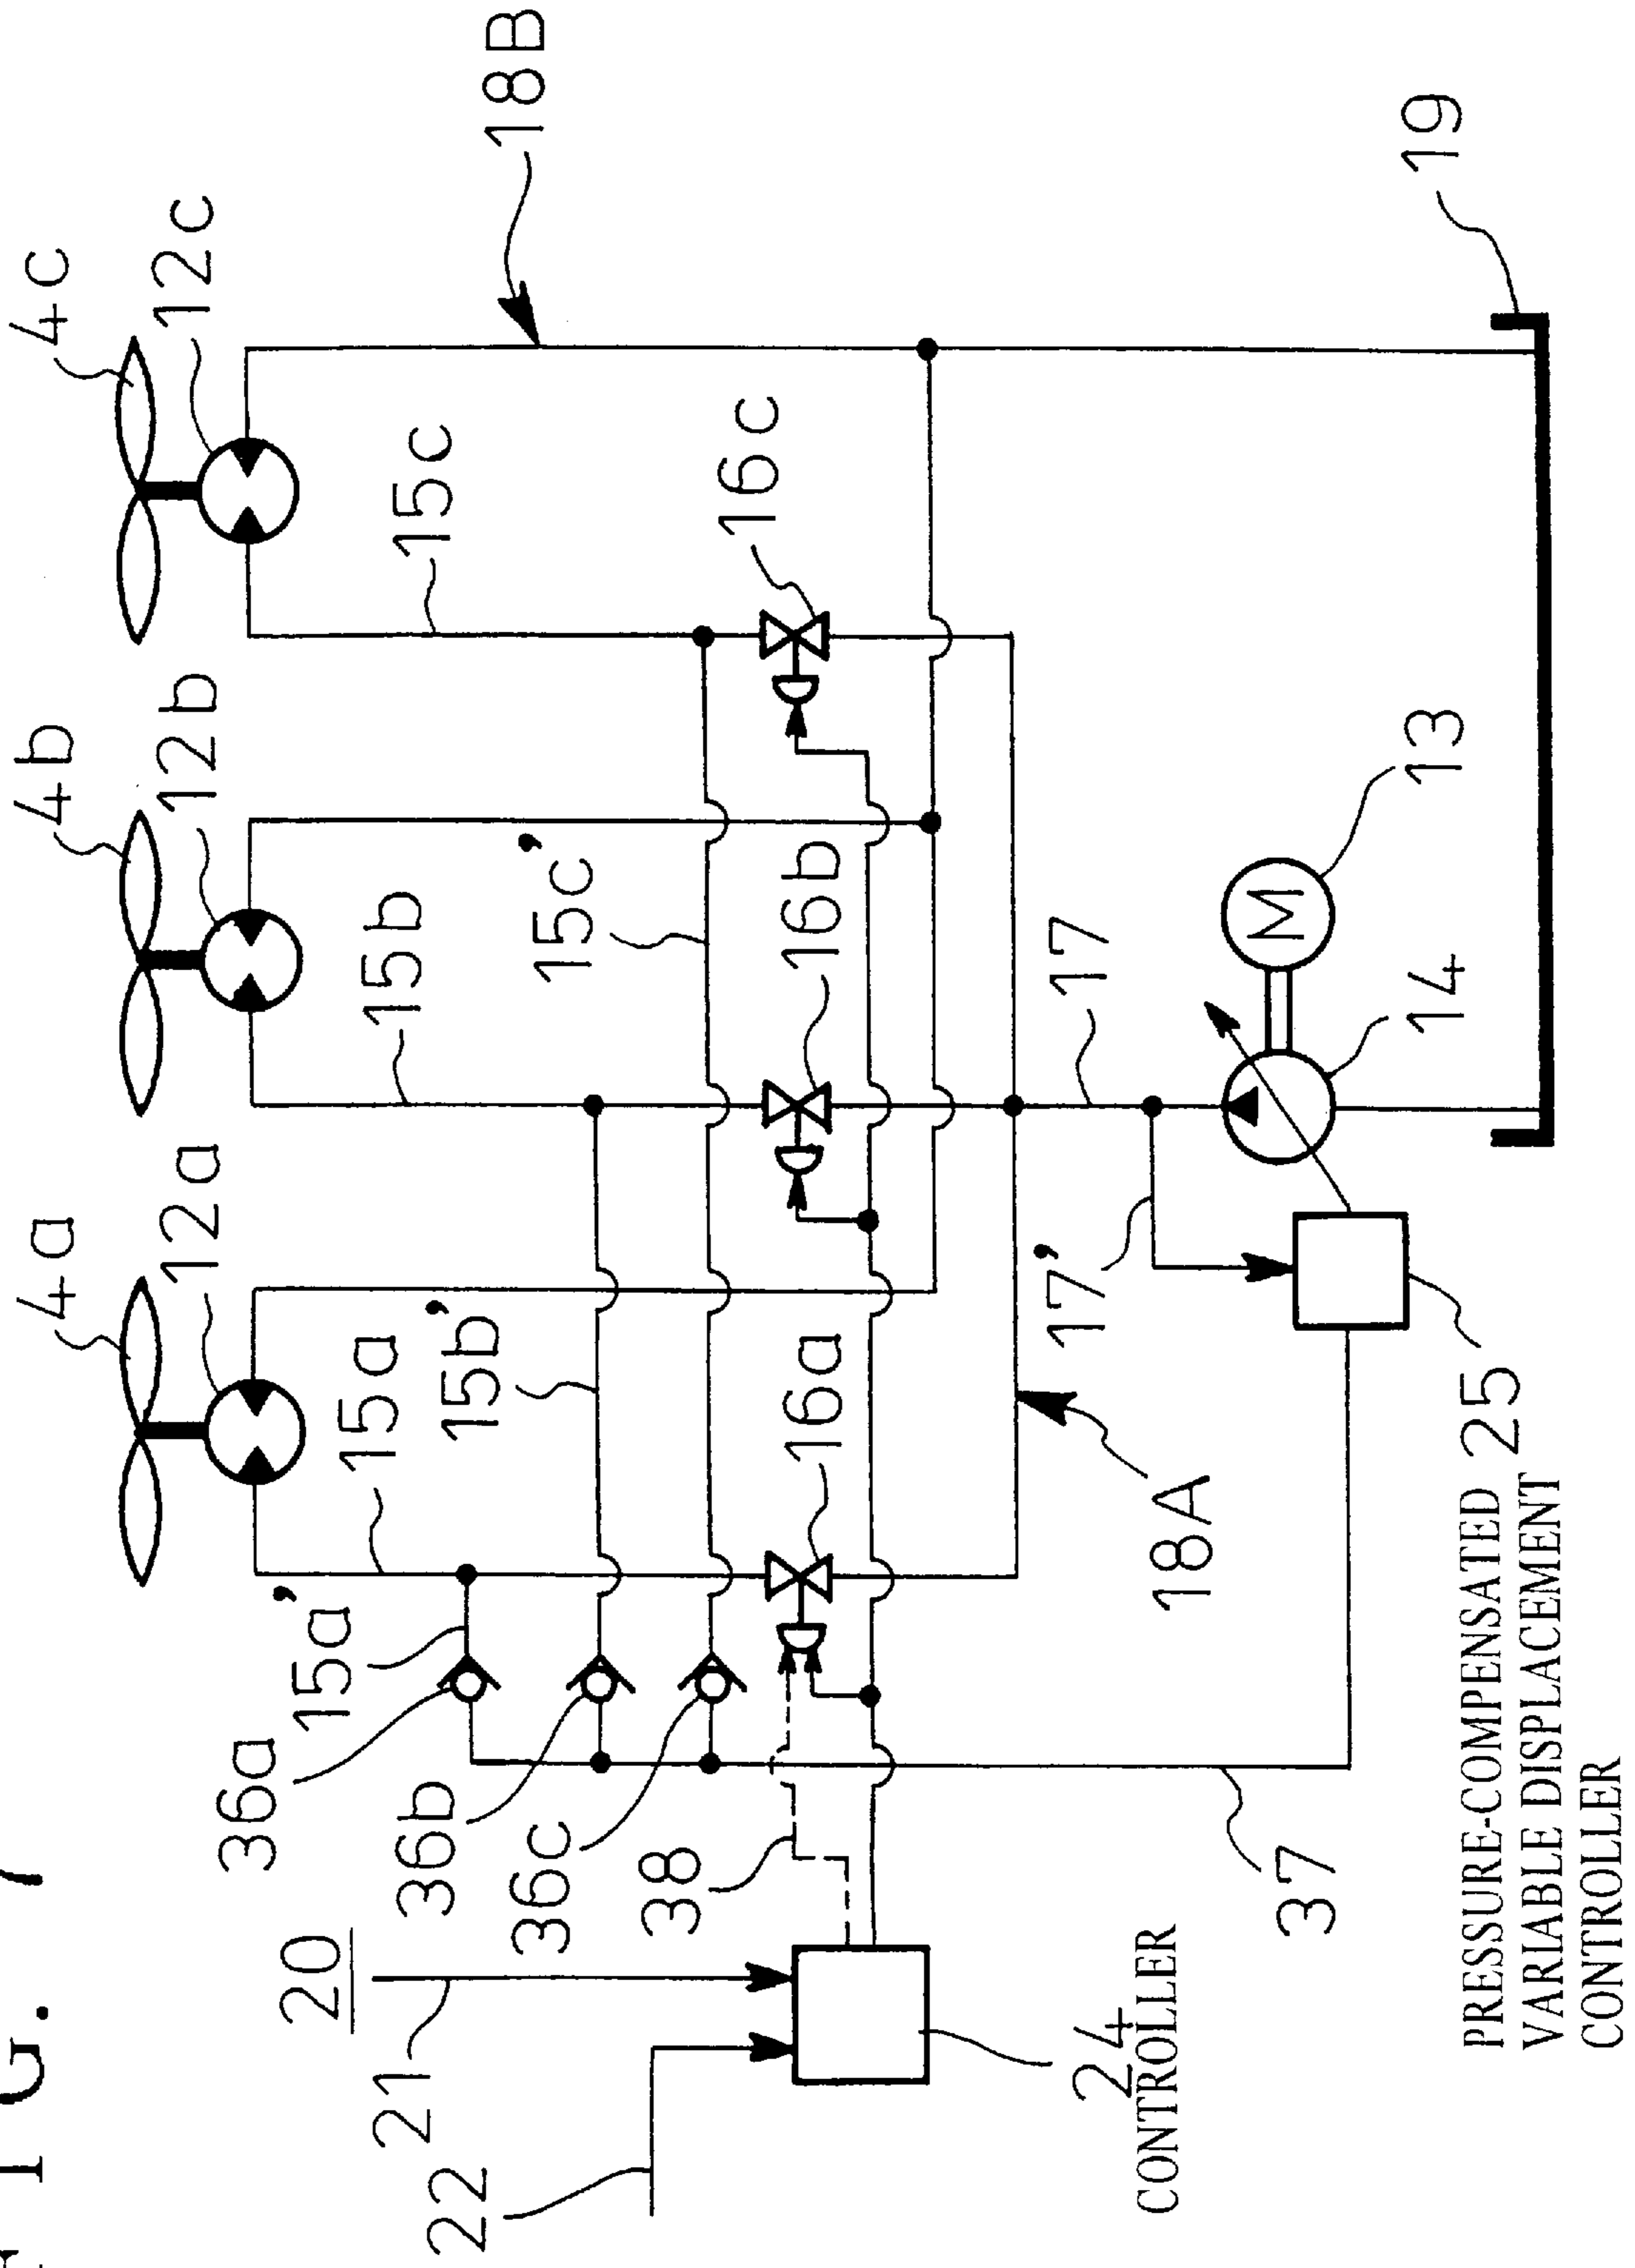 FIG. 7
4a
4b
4c
12a
12b
12c
18B
15a
15b
15c
15a'
15b'
15c'
36a
36b
36c
16a
16b
16c
20
21
22
38
24
CONTROLLER
37
18A
17
17'
14
13
19
25
PRESSURE-COMPENSATED
VARIABLE DISPLACEMENT
CONTROLLER
M